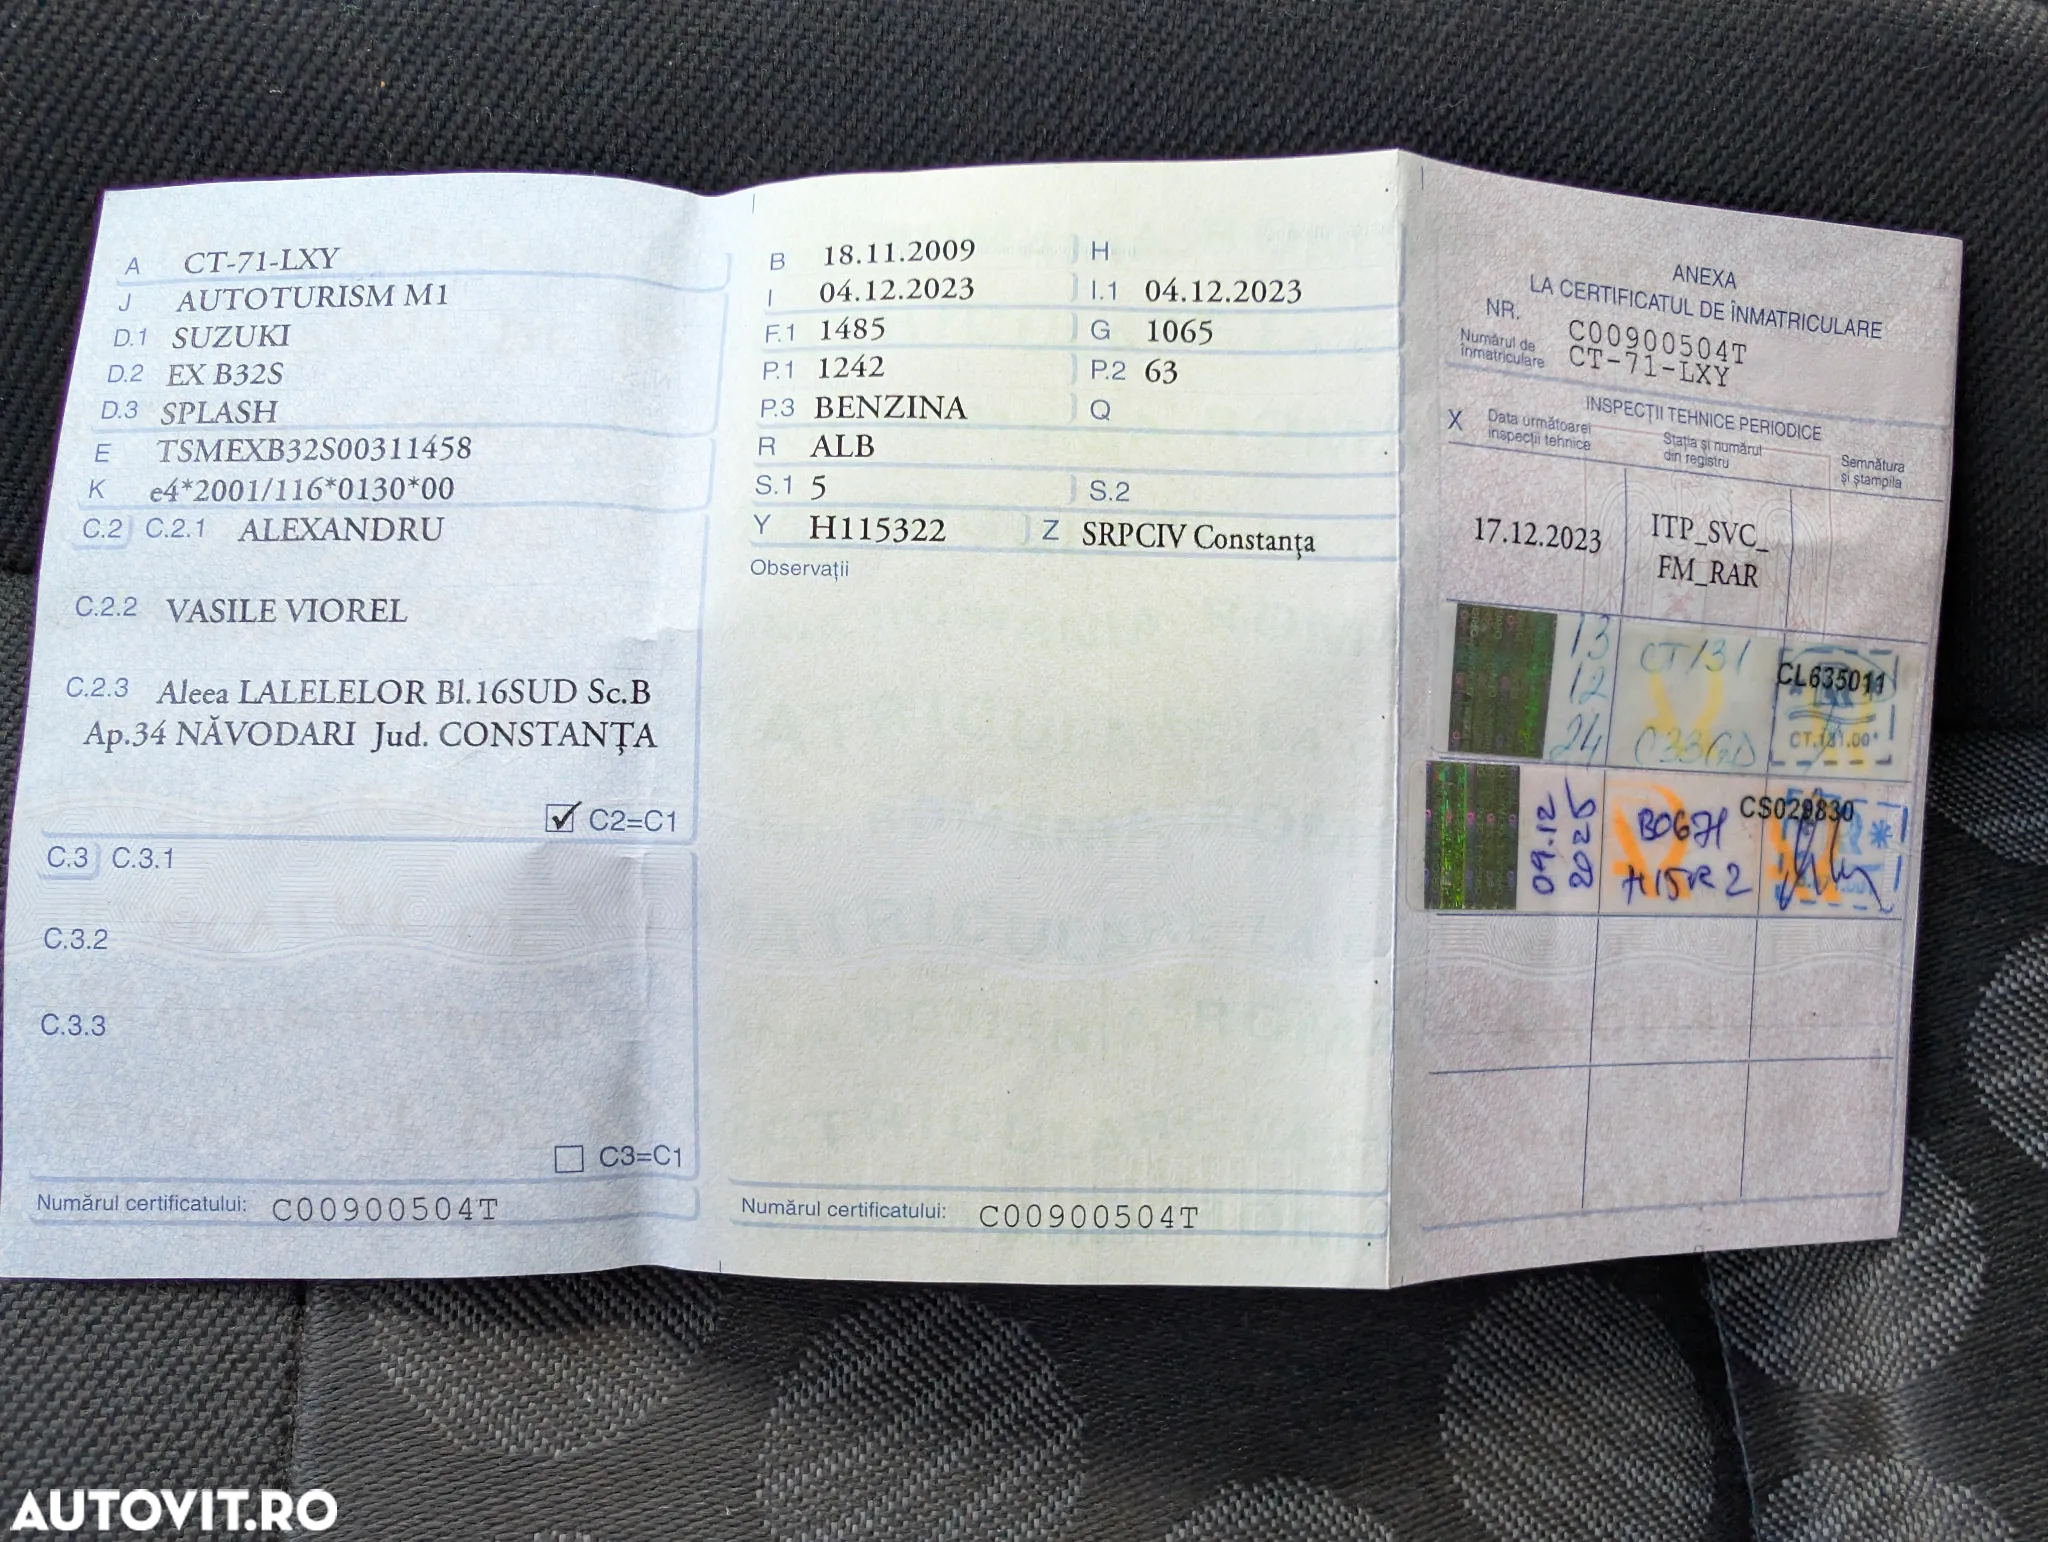 A CT-71-LXY
J AUTOTURISM M1
D.1 SUZUKI
D.2 EX B32S
D.3 SPLASH
E TSMEXB32S00311458
K e4*2001/116*0130*00
C.2 C.2.1 ALEXANDRU
C.2.2 VASILE VIOREL
C.2.3 Aleea LALELELOR Bl.16SUD Sc.B
Ap.34 NĂVODARI Jud. CONSTANȚA
C2=C1
C.3 C.3.1
C.3.2
C.3.3
C3=C1
Numărul certificatului: C00900504T
B 18.11.2009 H
I 04.12.2023 I.1 04.12.2023
F.1 1485 G 1065
P.1 1242 P.2 63
P.3 BENZINA Q
R ALB
S.1 5 S.2
Y H115322 Z SRPCIV Constanța
Observații
Numărul certificatului: C00900504T
ANEXA
LA CERTIFICATUL DE ÎNMATRICULARE
NR. C00900504T
Numărul de înmatriculare CT-71-LXY
INSPECȚII TEHNICE PERIODICE
X Data următoarei inspecții tehnice
Stația și numărul din registru
Semnătura și ștampila
17.12.2023 ITP_SVC_
FM_RAR
13
12
24
CT/31
CL635011
CT.131.00*
09.12
2025
CS029830
AUTOVIT.RO